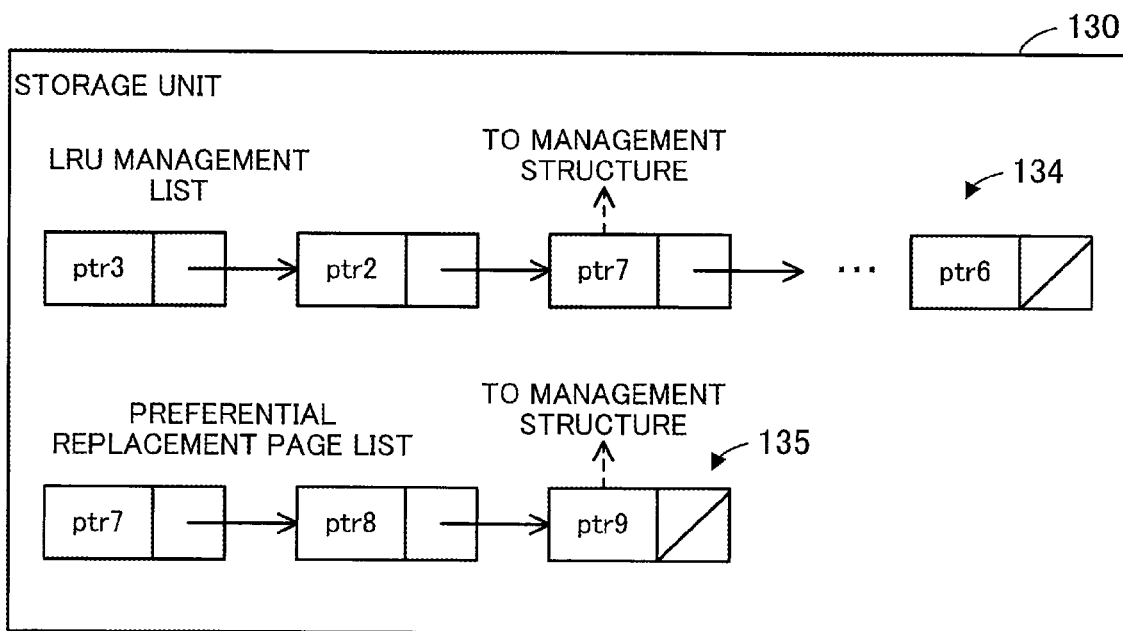 130
STORAGE UNIT
LRU MANAGEMENT
LIST
TO MANAGEMENT
STRUCTURE
134
ptr3
ptr2
ptr7
...
ptr6
PREFERENTIAL
REPLACEMENT PAGE LIST
TO MANAGEMENT
STRUCTURE
135
ptr7
ptr8
ptr9